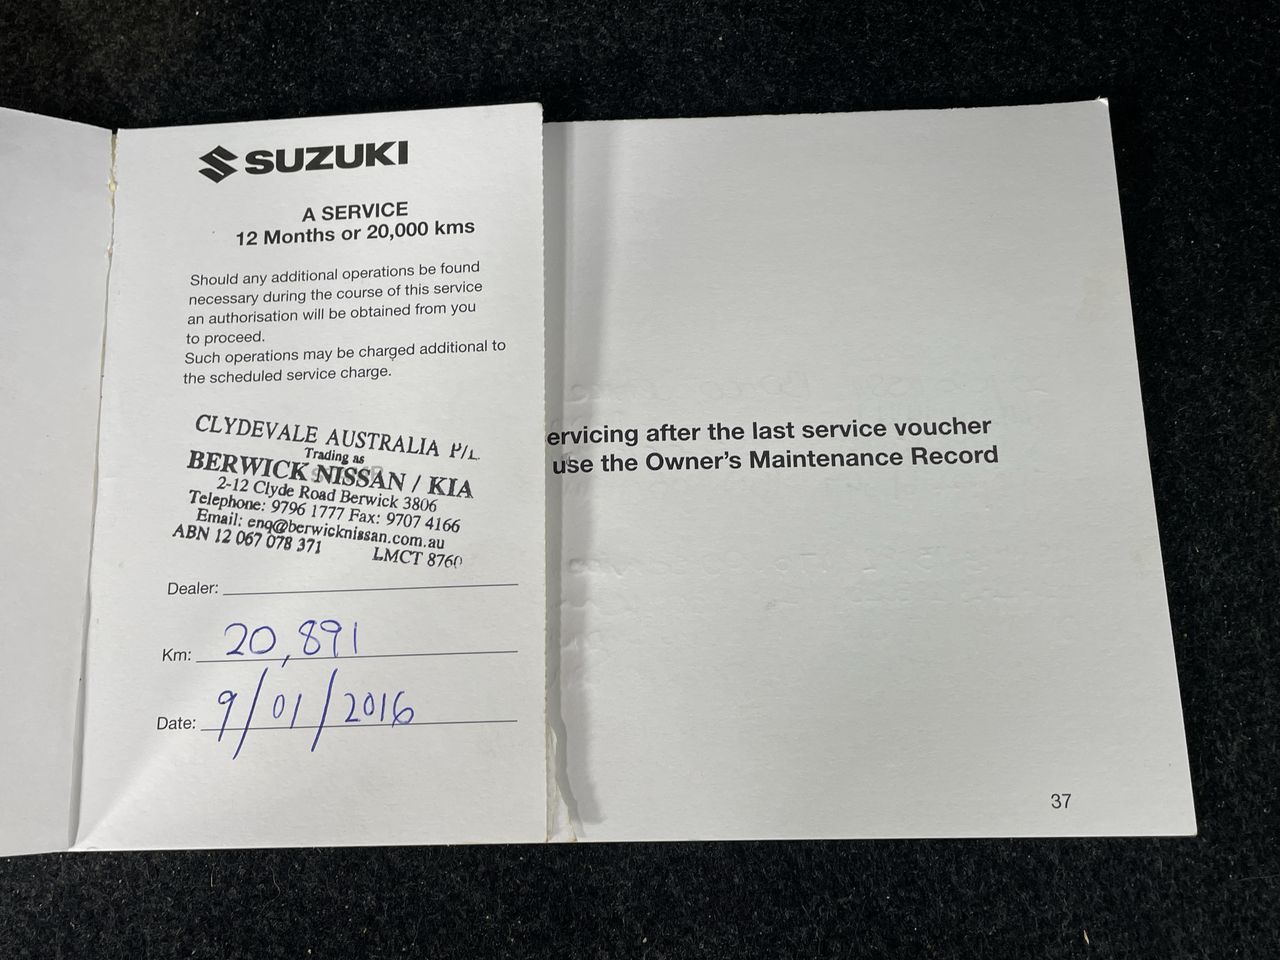 SUZUKI
A SERVICE
12 Months or 20,000 kms
Should any additional operations be found
necessary during the course of this service
an authorisation will be obtained from you
to proceed.
Such operations may be charged additional to
the scheduled service charge.
CLYDEVALE AUSTRALIA P/L
Trading as
BERWICK NISSAN / KIA
2-12 Clyde Road Berwick 3806
Telephone: 9796 1777 Fax: 9707 4166
Email: enq@berwicknissan.com.au
ABN 12 067 078 371 LMCT 8760
Dealer:
Km: 20,891
Date: 9/01/2016
ervicing after the last service voucher
use the Owner's Maintenance Record
37